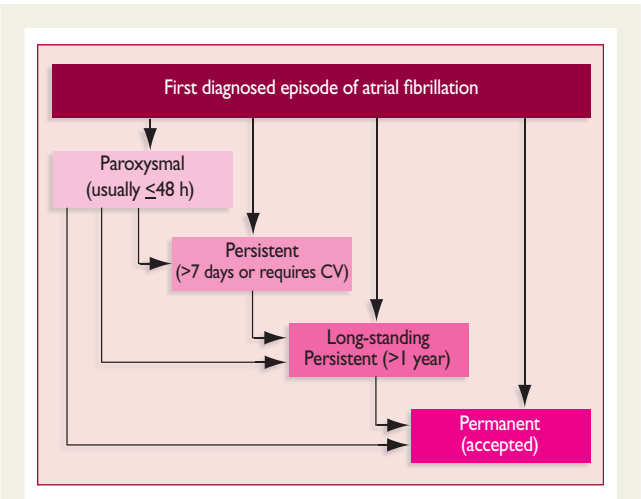 First diagnosed episode of atrial fibrillation
Paroxysmal
(usually ≤48 h)
Persistent
(>7 days or requires CV)
Long-standing
Persistent (>1 year)
Permanent
(accepted)